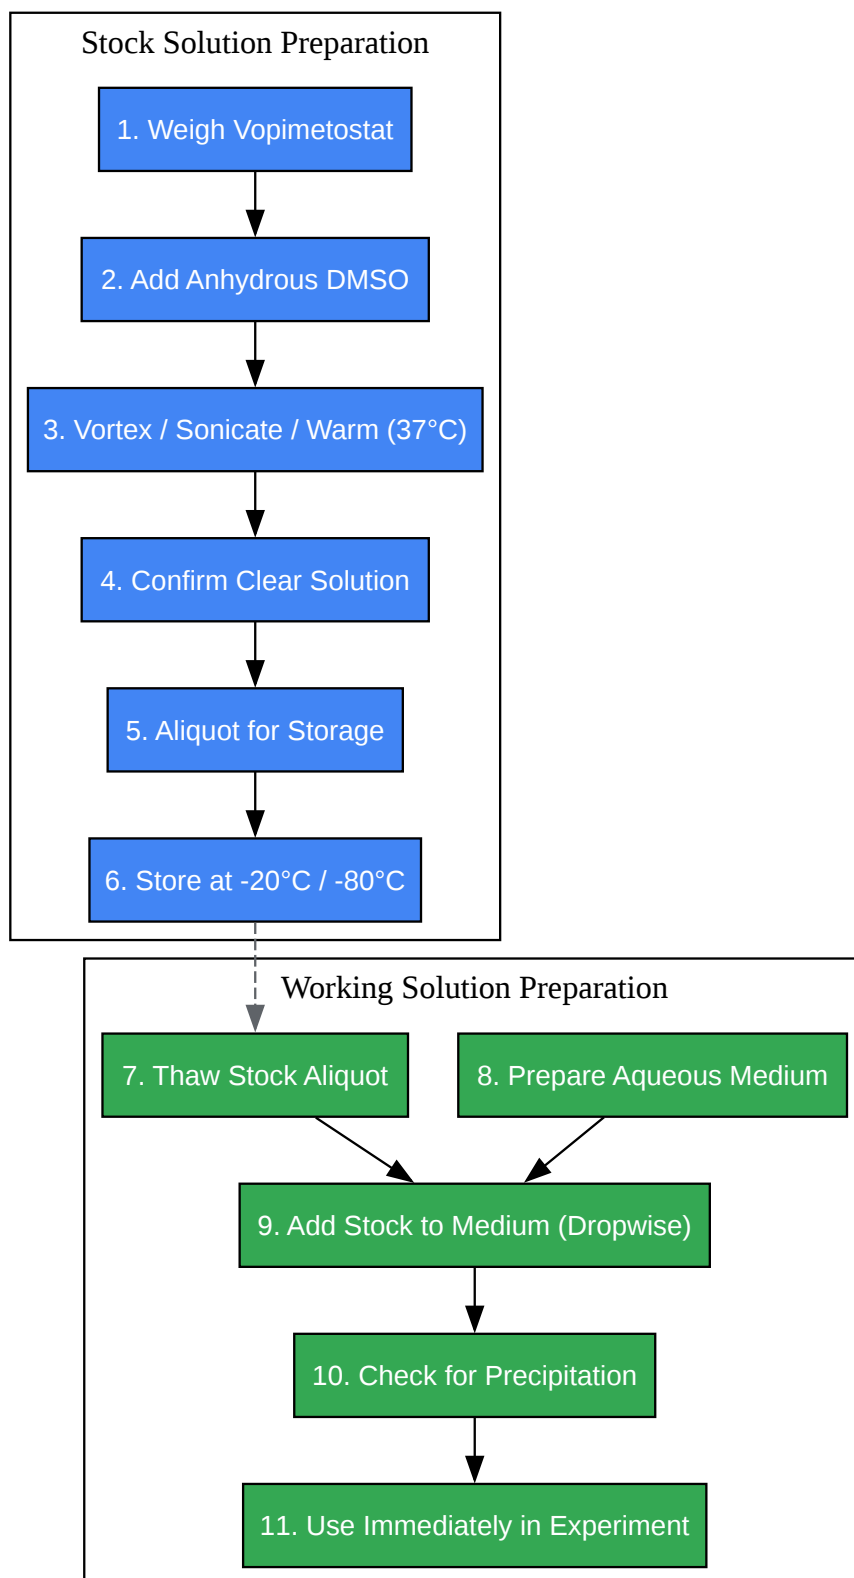 Stock Solution Preparation
1. Weigh Vopimetostat
2. Add Anhydrous DMSO
3. Vortex / Sonicate / Warm (37°C)
4. Confirm Clear Solution
5. Aliquot for Storage
6. Store at -20°C / -80°C
Working Solution Preparation
7. Thaw Stock Aliquot
8. Prepare Aqueous Medium
9. Add Stock to Medium (Dropwise)
10. Check for Precipitation
11. Use Immediately in Experiment